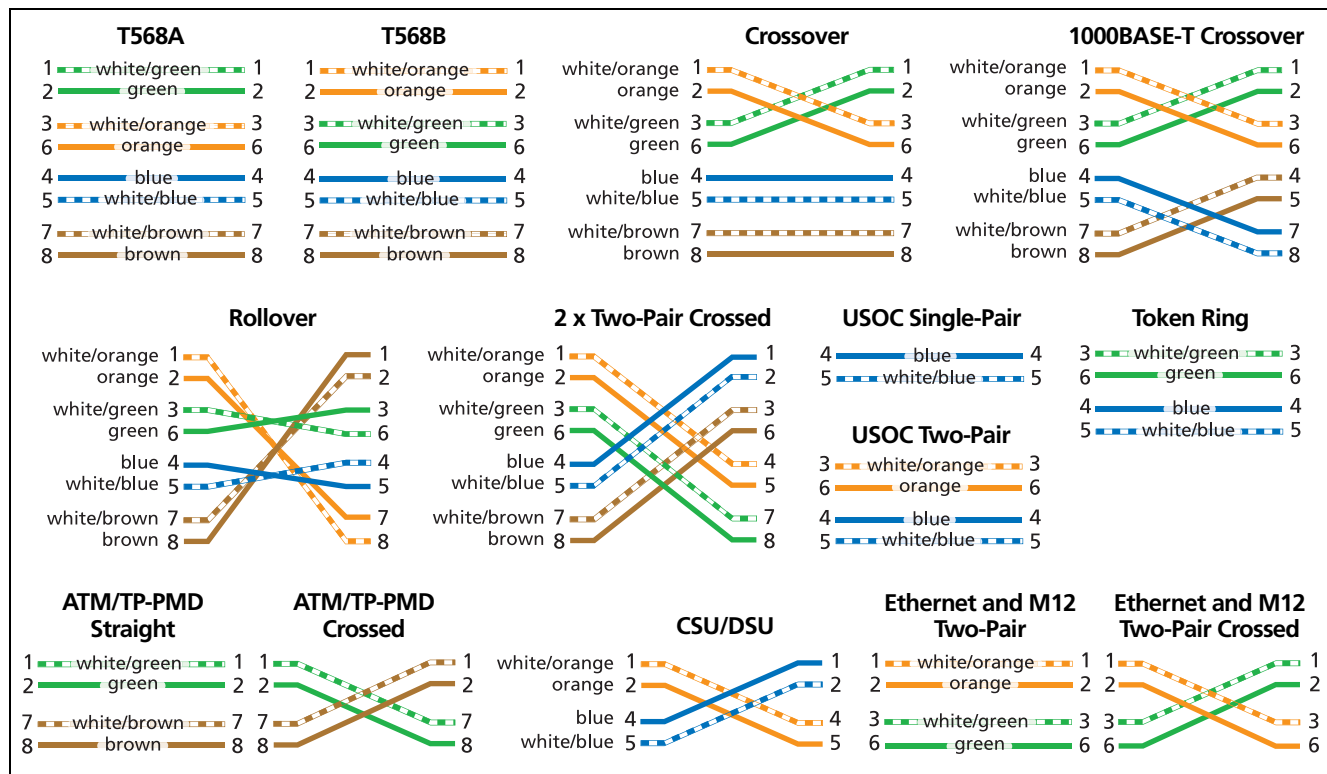 T568A T568B Crossover 1000BASE-T Crossover
1 white/green 1
2 green 2
3 white/orange 3
6 orange 6
4 blue 4
5 white/blue 5
7 white/brown 7
8 brown 8
1 white/orange 1
2 orange 2
3 white/green 3
6 green 6
4 blue 4
5 white/blue 5
7 white/brown 7
8 brown 8
white/orange 1 1
orange 2 2
white/green 3 3
green 6 6
blue 4 4
white/blue 5 5
white/brown 7 7
brown 8 8
white/orange 1 1
orange 2 2
white/green 3 3
green 6 6
blue 4 4
white/blue 5 5
white/brown 7 7
brown 8 8
Rollover
white/orange 1 1
orange 2 2
white/green 3 3
green 6 6
blue 4 4
white/blue 5 5
white/brown 7 7
brown 8 8
2 x Two-Pair Crossed
white/orange 1 1
orange 2 2
white/green 3 3
green 6 6
blue 4 4
white/blue 5 5
white/brown 7 7
brown 8 8
USOC Single-Pair
4 blue 4
5 white/blue 5
USOC Two-Pair
3 white/orange 3
6 orange 6
4 blue 4
5 white/blue 5
Token Ring
3 white/green 3
6 green 6
4 blue 4
5 white/blue 5
ATM/TP-PMD
Straight
1 white/green 1
2 green 2
7 white/brown 7
8 brown 8
ATM/TP-PMD
Crossed
1 1
2 2
7 7
8 8
CSU/DSU
white/orange 1 1
orange 2 2
blue 4 4
white/blue 5 5
Ethernet and M12
Two-Pair
1 white/orange 1
2 orange 2
3 white/green 3
6 green 6
Ethernet and M12
Two-Pair Crossed
1 1
2 2
3 3
6 6